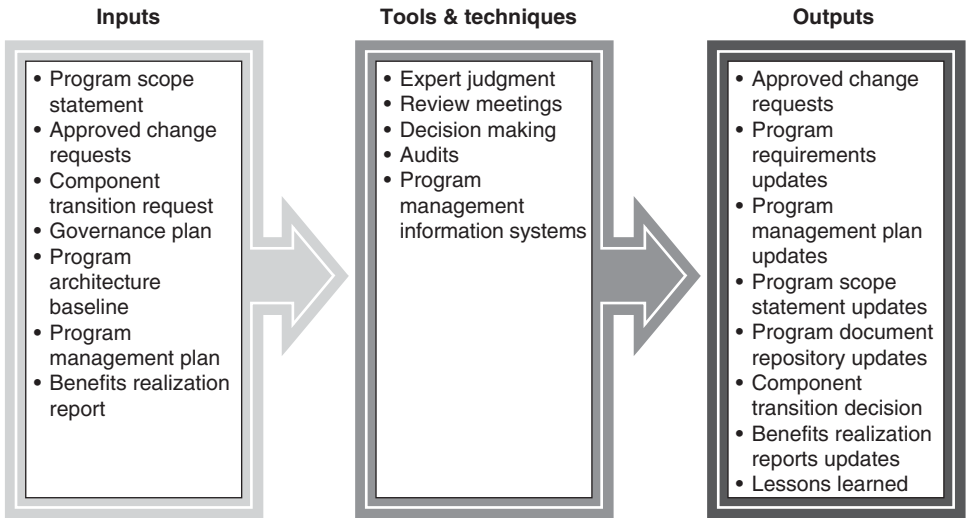 Inputs
• Program scope
statement
• Approved change
requests
• Component
transition request
• Governance plan
• Program
architecture
baseline
• Program
management plan
• Benefits realization
report
Tools & techniques
• Expert judgment
• Review meetings
• Decision making
• Audits
• Program
management
information systems
Outputs
• Approved change
requests
• Program
requirements
updates
• Program
management plan
updates
• Program scope
statement updates
• Program document
repository updates
• Component
transition decision
• Benefits realization
reports updates
• Lessons learned